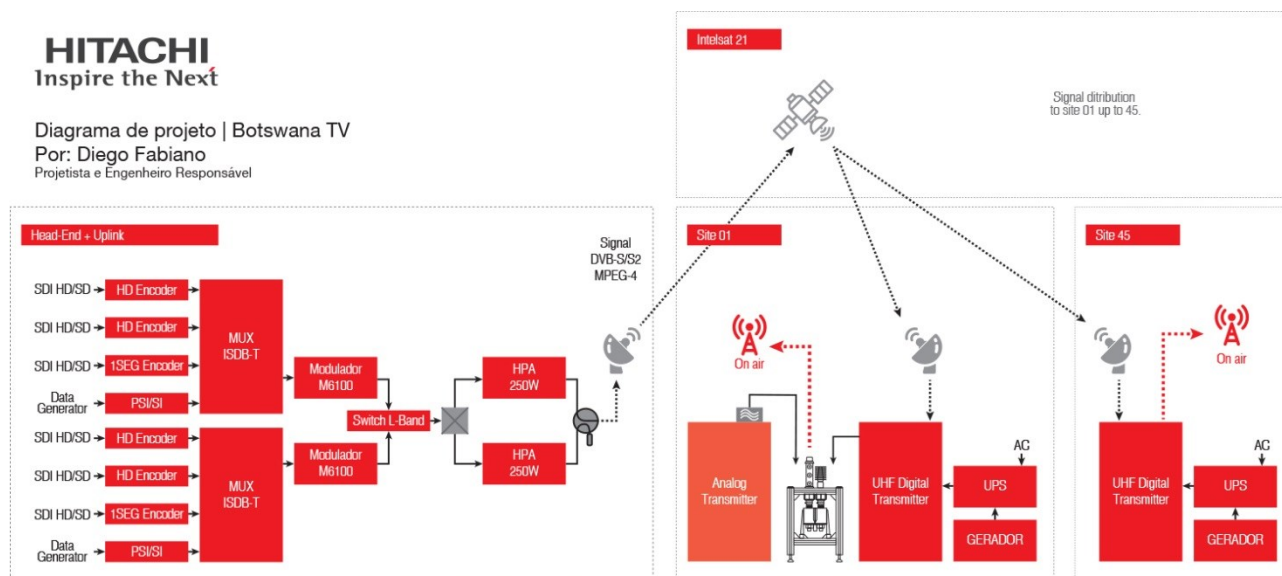 HITACHI
Inspire the Next
Diagrama de projeto | Botswana TV
Por: Diego Fabiano
Projetista e Engenheiro Responsável
Intelsat 21
Signal ditribution
to site 01 up to 45.
Head-End + Uplink
Signal
DVB-S/S2
MPEG-4
SDI HD/SD
HD Encoder
SDI HD/SD
HD Encoder
SDI HD/SD
1SEG Encoder
Data
Generator
PSI/SI
MUX
ISDB-T
SDI HD/SD
HD Encoder
SDI HD/SD
HD Encoder
SDI HD/SD
1SEG Encoder
Data
Generator
PSI/SI
MUX
ISDB-T
Modulador
M6100
Modulador
M6100
Switch L-Band
HPA
250W
HPA
250W
Site 01
On air
Analog
Transmitter
UHF Digital
Transmitter
AC
UPS
GERADOR
Site 45
On air
UHF Digital
Transmitter
AC
UPS
GERADOR